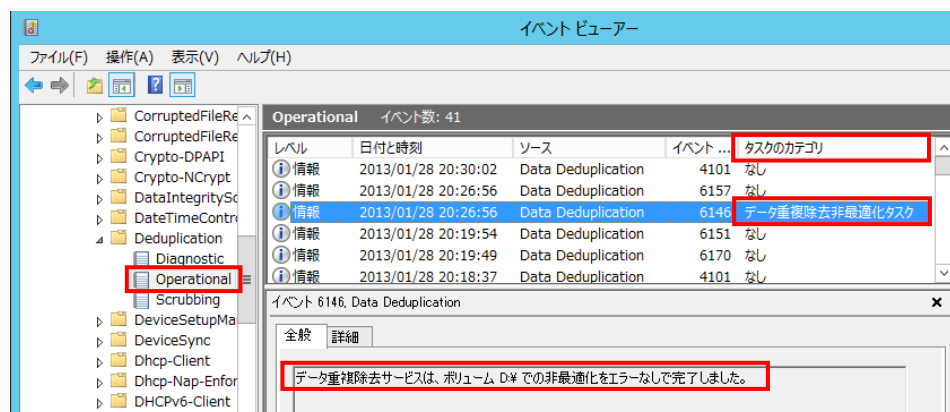 イベント ビューアー
ファイル(F) 操作(A) 表示(V) ヘルプ(H)
CorruptedFileRe
CorruptedFileRe
Crypto-DPAPI
Crypto-NCrypt
DataIntegritySc
DateTimeContro
Deduplication
Diagnostic
Operational
Scrubbing
DeviceSetupMa
DeviceSync
Dhcp-Client
Dhcp-Nap-Enfor
DHCPv6-Client
Operational イベント数: 41
レベル 日付と時刻 ソース イベント ... タスクのカテゴリ
情報 2013/01/28 20:30:02 Data Deduplication 4101 なし
情報 2013/01/28 20:26:56 Data Deduplication 6157 なし
情報 2013/01/28 20:26:56 Data Deduplication 6146 データ重複除去非最適化タスク
情報 2013/01/28 20:19:54 Data Deduplication 6151 なし
情報 2013/01/28 20:19:49 Data Deduplication 6170 なし
情報 2013/01/28 20:18:37 Data Deduplication 4101 なし
イベント 6146, Data Deduplication
全般 詳細
データ重複除去サービスは、ボリューム D:¥ での非最適化をエラーなしで完了しました。